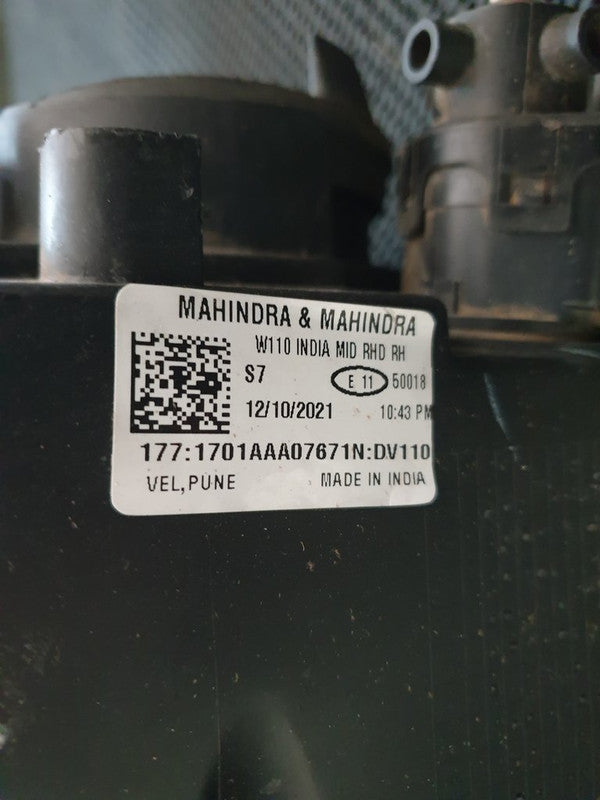 MAHINDRA & MAHINDRA
W110 INDIA MID RHD RH
S7 E 11 50018
12/10/2021 10:43 PM
177:1701AAA07671N:DV110
VEL,PUNE MADE IN INDIA